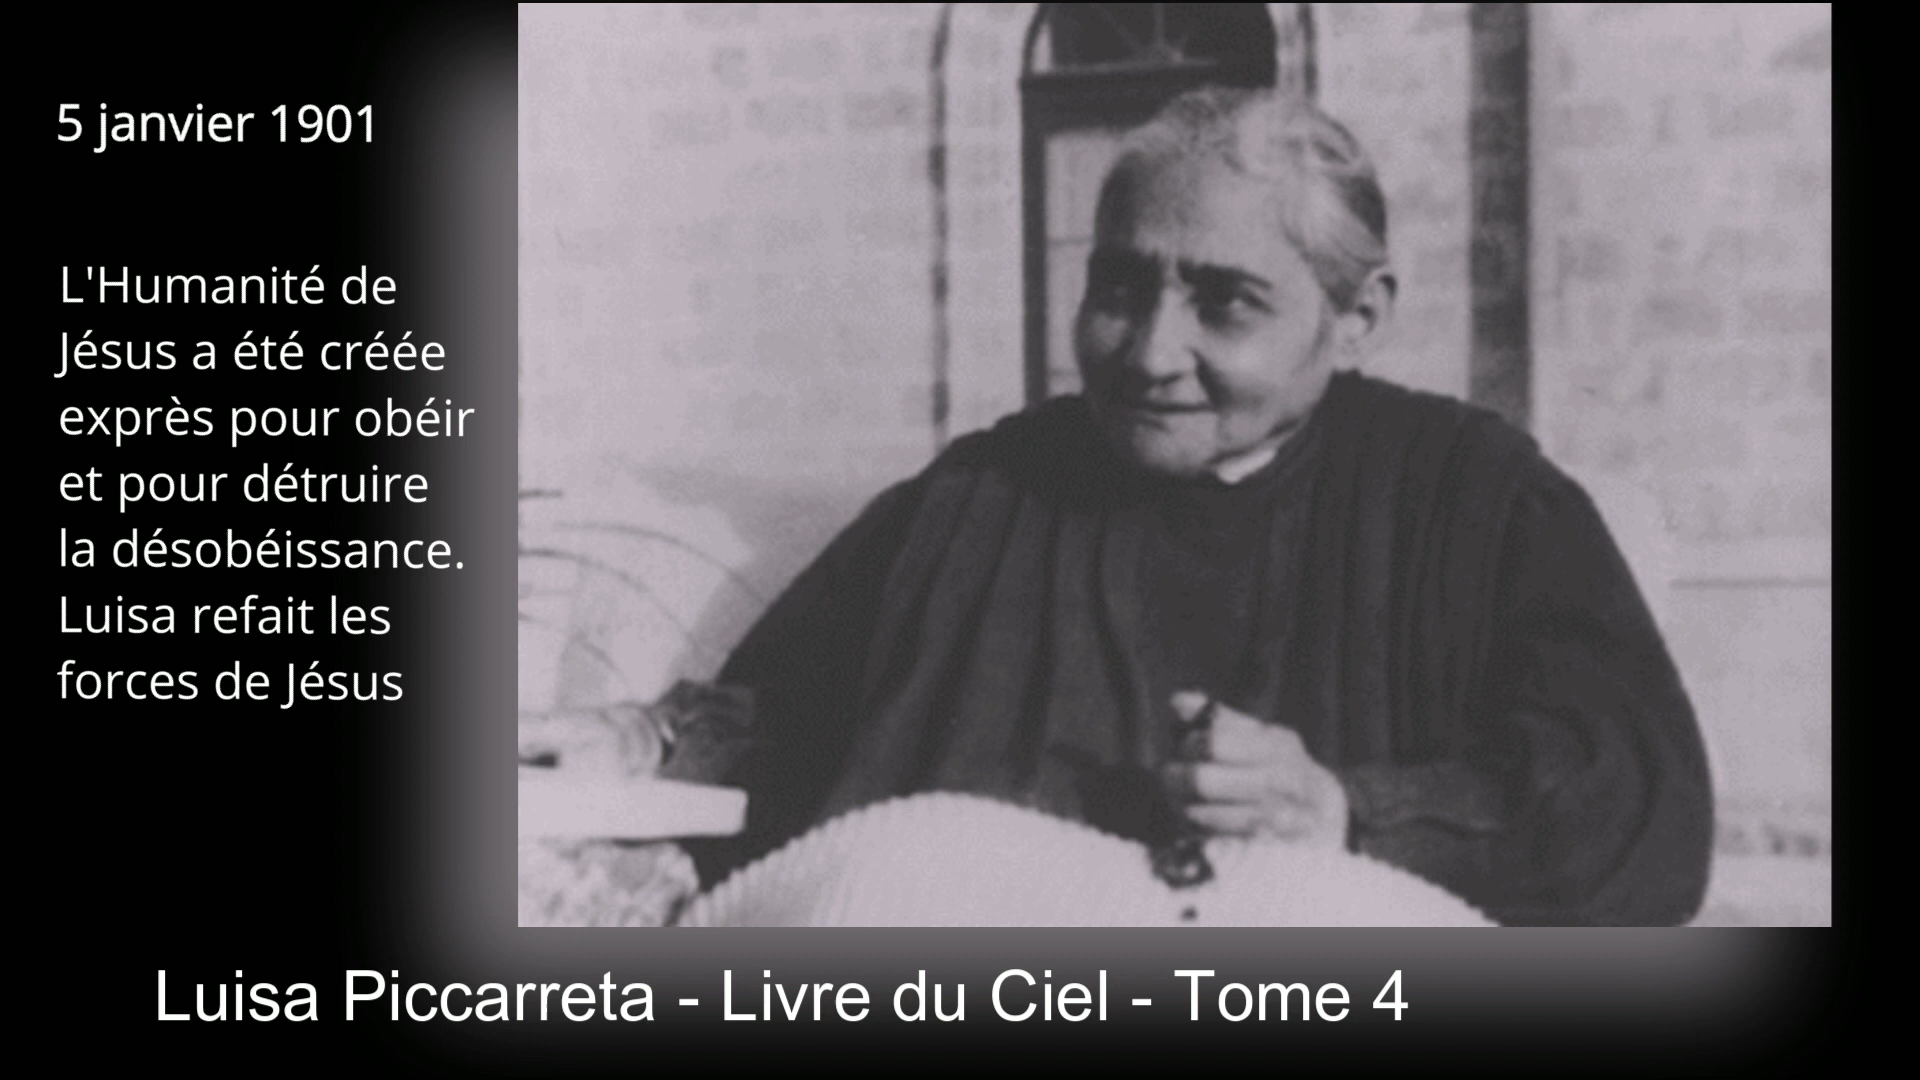 5 janvier 1901
L'Humanité de
Jésus a été créée
exprès pour obéir
et pour détruire
la désobéissance.
Luisa refait les
forces de Jésus
Luisa Piccarreta - Livre du Ciel - Tome 4